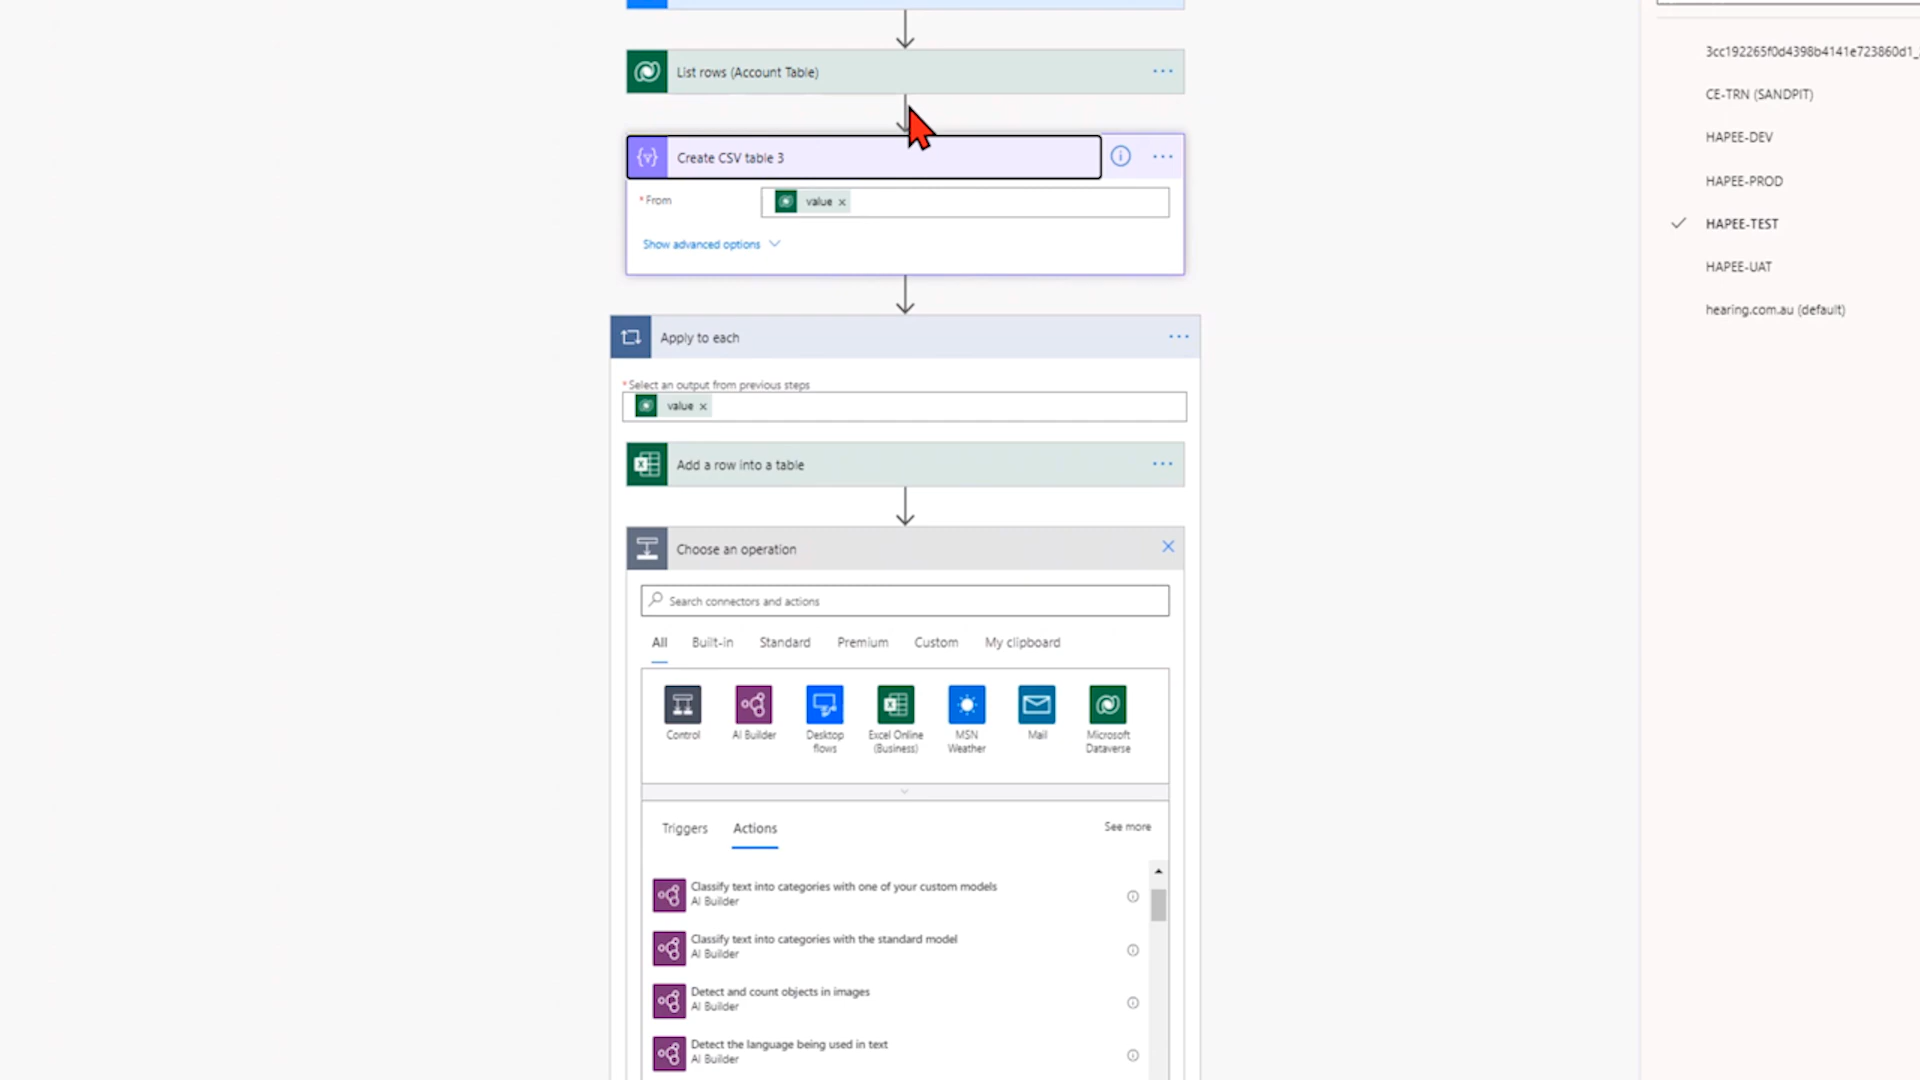 List rows (Account Table)
Create CSV table 3
* From
value
Show advanced options
Apply to each
* Select an output from previous steps
value
Add a row into a table
Choose an operation
Search connectors and actions
All Built-in Standard Premium Custom My clipboard
Control
AI Builder
Desktop flows
Excel Online (Business)
MSN Weather
Mail
Microsoft Dataverse
Triggers Actions See more
Classify text into categories with one of your custom models
AI Builder
Classify text into categories with the standard model
AI Builder
Detect and count objects in images
AI Builder
Detect the language being used in text
AI Builder
CE-TRN (SANDPIT)
HAPEE-DEV
HAPEE-PROD
HAPEE-TEST
HAPEE-UAT
hearing.com.au (default)